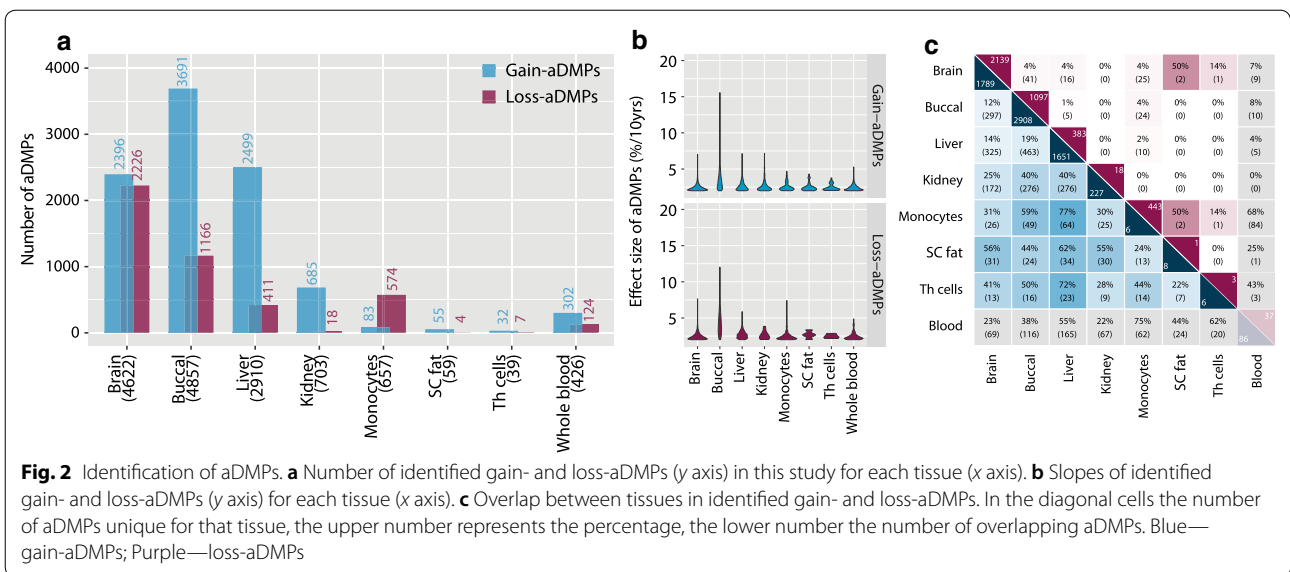 a
Number of aDMPs
4000
3000
2000
1000
0
Gain-aDMPs
Loss-aDMPs
2396
2226
3691
1166
2499
411
685
18
83
574
55
4
32
7
302
124
Brain
(4622)
Buccal
(4857)
Liver
(2910)
Kidney
(703)
Monocytes
(657)
SC fat
(59)
Th cells
(39)
Whole blood
(426)
b
Effect size of aDMPs (%/10yrs)
20
15
10
5
Gain–aDMPs
20
15
10
5
Loss–aDMPs
Brain
Buccal
Liver
Kidney
Monocytes
SC fat
Th cells
Whole blood
c
Brain
2139
1789
4% 4% 0% 4% 50% 14% 7%
(41) (16) (0) (25) (2) (1) (9)
Buccal
12%
(297)
1097
2908
1% 0% 4% 0% 0% 8%
(5) (0) (24) (0) (0) (10)
Liver
14% 19%
(325) (463)
383
1651
0% 2% 0% 0% 4%
(0) (10) (0) (0) (5)
Kidney
25% 40% 40%
(172) (276) (276)
18
227
0% 0% 0% 0%
(0) (0) (0) (0)
Monocytes
31% 59% 77% 30%
(26) (49) (64) (25)
443
6
50% 14% 68%
(2) (1) (84)
SC fat
56% 44% 62% 55% 24%
(31) (24) (34) (30) (13)
1
8
0% 25%
(0) (1)
Th cells
41% 50% 72% 28% 44% 22%
(13) (16) (23) (9) (14) (7)
3
6
43%
(3)
Blood
23% 38% 55% 22% 75% 44% 62%
(69) (116) (165) (67) (62) (24) (20)
37
86
Brain
Buccal
Liver
Kidney
Monocytes
SC fat
Th cells
Blood
Fig. 2 Identification of aDMPs. a Number of identified gain- and loss-aDMPs (y axis) in this study for each tissue (x axis). b Slopes of identified
gain- and loss-aDMPs (y axis) for each tissue (x axis). c Overlap between tissues in identified gain- and loss-aDMPs. In the diagonal cells the number
of aDMPs unique for that tissue, the upper number represents the percentage, the lower number the number of overlapping aDMPs. Blue—
gain-aDMPs; Purple—loss-aDMPs